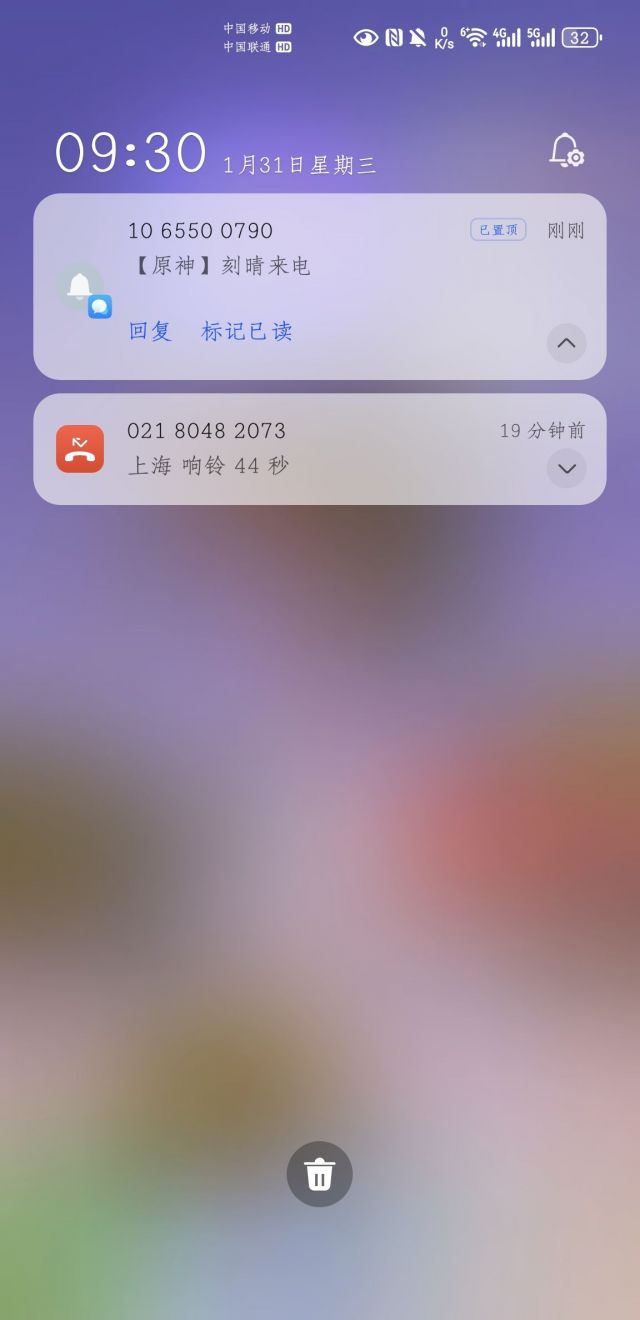 中国移动 HD
中国联通 HD
0 K/s 6+ 4G 5G 32
09:30 1月31日星期三
10 6550 0790 已置顶 刚刚
【原神】刻晴来电
回复 标记已读
021 8048 2073 19 分钟前
上海 响铃 44 秒